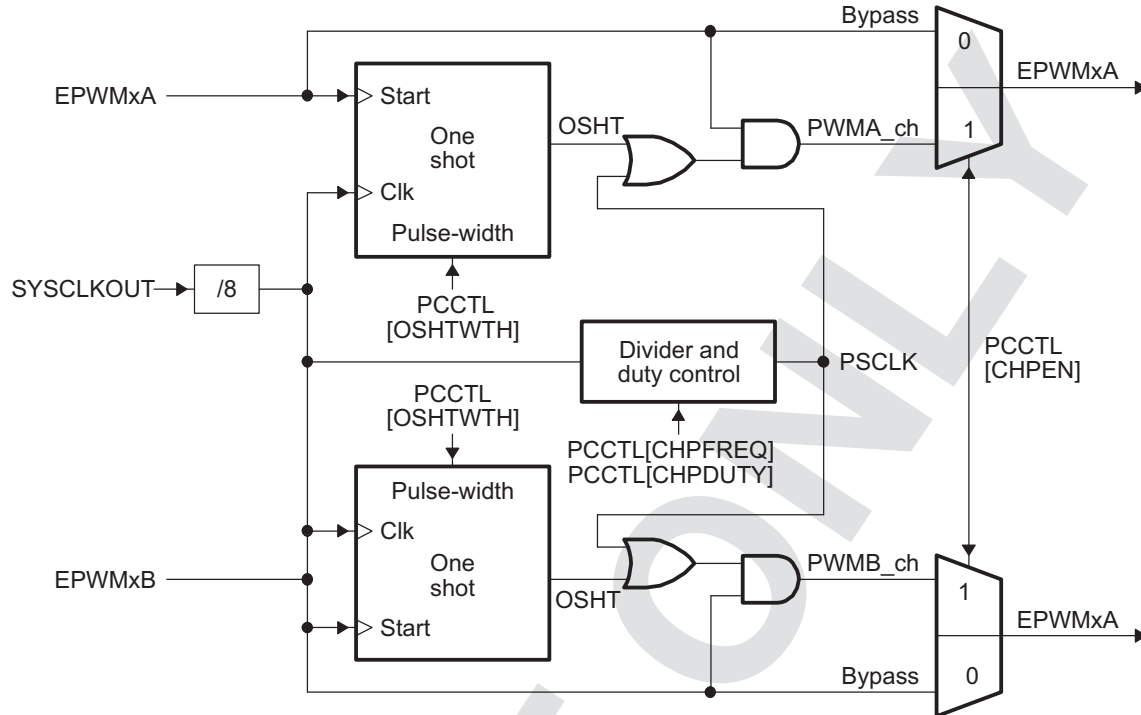 Bypass
0
EPWMxA
EPWMxA
Start
OSHT
PWMA_ch
1
One
shot
Clk
Pulse-width
SYSCLKOUT
/8
PCCTL
[OSHTWTH]
Divider and
duty control
PSCLK
PCCTL
[CHPEN]
PCCTL
[OSHTWTH]
PCCTL[CHPFREQ]
PCCTL[CHPDUTY]
Pulse-width
Clk
One
shot
EPWMxB
OSHT
PWMB_ch
1
Start
EPWMxA
Bypass
0
ONLY